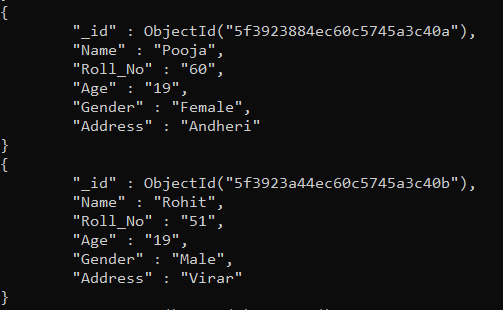 {
"_id" : ObjectId("5f3923884ec60c5745a3c40a"),
"Name" : "Pooja",
"Roll_No" : "60",
"Age" : "19",
"Gender" : "Female",
"Address" : "Andheri"
}
{
"_id" : ObjectId("5f3923a44ec60c5745a3c40b"),
"Name" : "Rohit",
"Roll_No" : "51",
"Age" : "19",
"Gender" : "Male",
"Address" : "Virar"
}